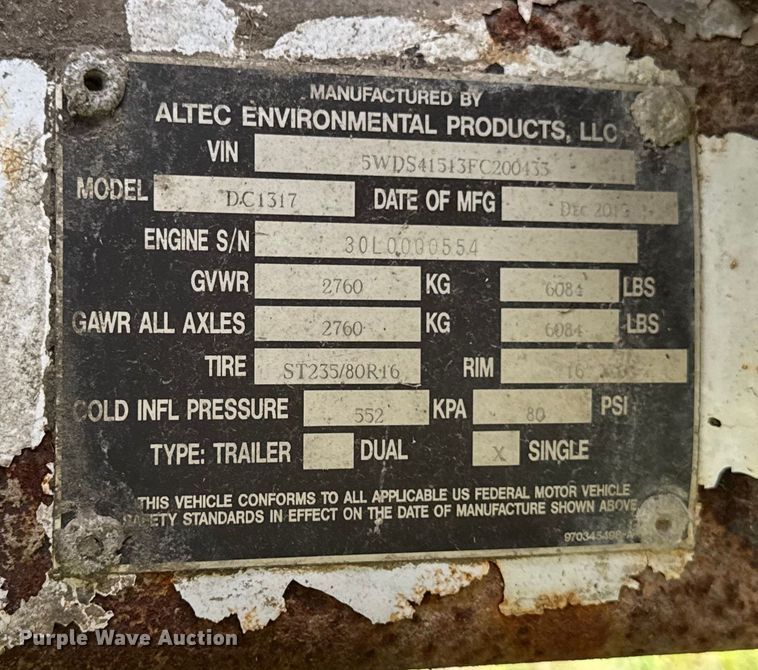 MANUFACTURED BY
ALTEC ENVIRONMENTAL PRODUCTS, LLC
VIN 5WDS41513FC200433
MODEL DC1317 DATE OF MFG DEC
ENGINE S/N 30L0000554
GVWR 2760 KG 6084 LBS
GAWR ALL AXLES 2760 KG 6084 LBS
TIRE ST235/80R16 RIM 16
COLD INFL PRESSURE 552 KPA 80 PSI
TYPE: TRAILER DUAL X SINGLE
THIS VEHICLE CONFORMS TO ALL APPLICABLE US FEDERAL MOTOR VEHICLE
SAFETY STANDARDS IN EFFECT ON THE DATE OF MANUFACTURE SHOWN ABOVE
Purple Wave Auction